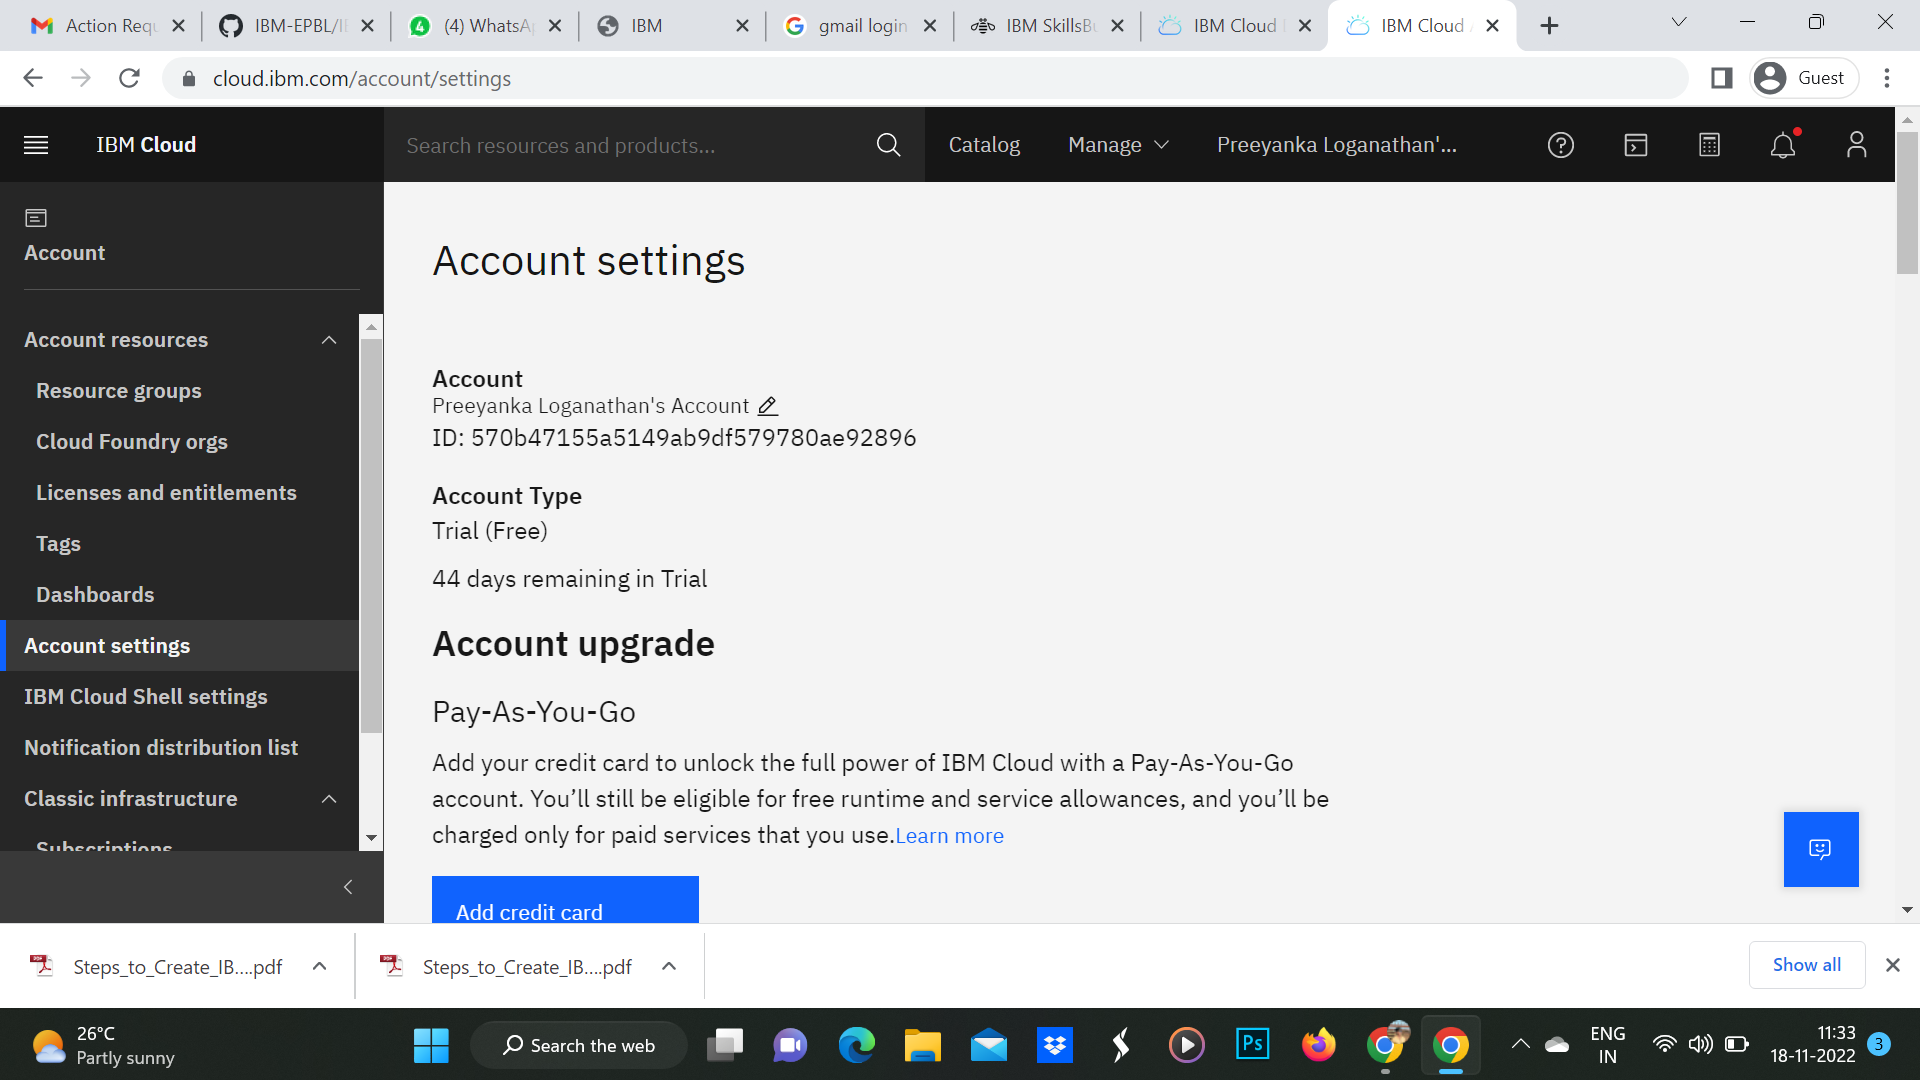 Action Requ
IBM-EPBL/IB
(4) WhatsAp
IBM
gmail login
IBM SkillsBu
IBM Cloud
IBM Cloud
cloud.ibm.com/account/settings
Guest
IBM Cloud
Search resources and products...
Catalog
Manage
Preeyanka Loganathan'...
Account
Account resources
Resource groups
Cloud Foundry orgs
Licenses and entitlements
Tags
Dashboards
Account settings
IBM Cloud Shell settings
Notification distribution list
Classic infrastructure
Subscriptions
Account settings
Account
Preeyanka Loganathan's Account
ID: 570b47155a5149ab9df579780ae92896
Account Type
Trial (Free)
44 days remaining in Trial
Account upgrade
Pay-As-You-Go
Add your credit card to unlock the full power of IBM Cloud with a Pay-As-You-Go
account. You’ll still be eligible for free runtime and service allowances, and you’ll be
charged only for paid services that you use.Learn more
Add credit card
Steps_to_Create_IB....pdf
Steps_to_Create_IB....pdf
Show all
26°C
Partly sunny
Search the web
Ps
ENG
IN
11:33
18-11-2022
3